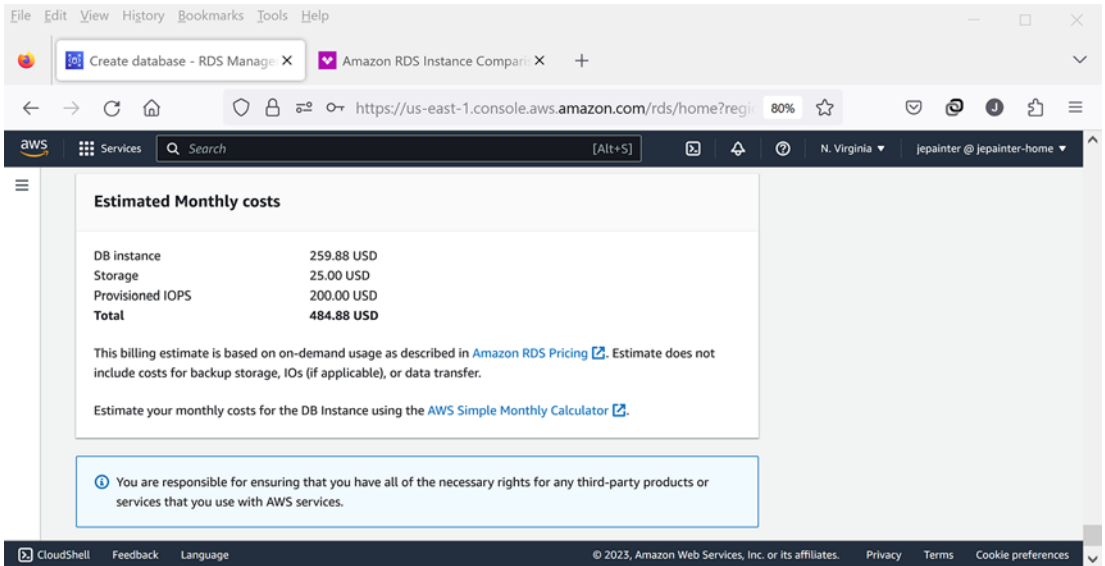 File Edit View History Bookmarks Tools Help
Create database - RDS Manage
Amazon RDS Instance Comparis
https://us-east-1.console.aws.amazon.com/rds/home?regi 80%
J
aws Services Search [Alt+S] N. Virginia jepainter @ jepainter-home
Estimated Monthly costs
DB instance 259.88 USD
Storage 25.00 USD
Provisioned IOPS 200.00 USD
Total 484.88 USD
This billing estimate is based on on-demand usage as described in Amazon RDS Pricing. Estimate does not
include costs for backup storage, IOs (if applicable), or data transfer.
Estimate your monthly costs for the DB Instance using the AWS Simple Monthly Calculator.
You are responsible for ensuring that you have all of the necessary rights for any third-party products or
services that you use with AWS services.
CloudShell Feedback Language © 2023, Amazon Web Services, Inc. or its affiliates. Privacy Terms Cookie preferences